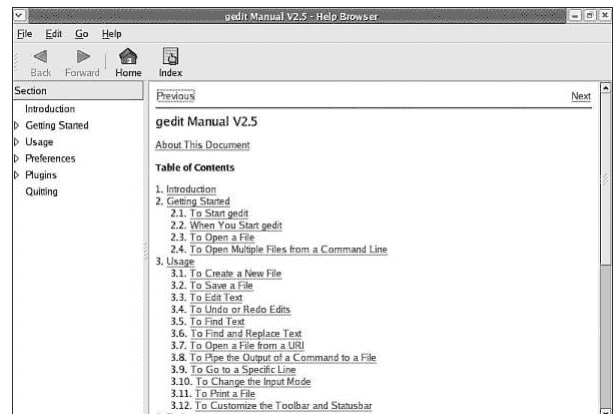 gedit Manual V2.5 - Help Browser
File Edit Go Help
Back Forward Home Index
Section
Introduction
Getting Started
Usage
Preferences
Plugins
Quitting
Previous Next
gedit Manual V2.5
About This Document
Table of Contents
1. Introduction
2. Getting Started
2.1. To Start gedit
2.2. When You Start gedit
2.3. To Open a File
2.4. To Open Multiple Files from a Command Line
3. Usage
3.1. To Create a New File
3.2. To Save a File
3.3. To Edit Text
3.4. To Undo or Redo Edits
3.5. To Find Text
3.6. To Find and Replace Text
3.7. To Open a File from a URI
3.8. To Pipe the Output of a Command to a File
3.9. To Go to a Specific Line
3.10. To Change the Input Mode
3.11. To Print a File
3.12. To Customize the Toolbar and Statusbar